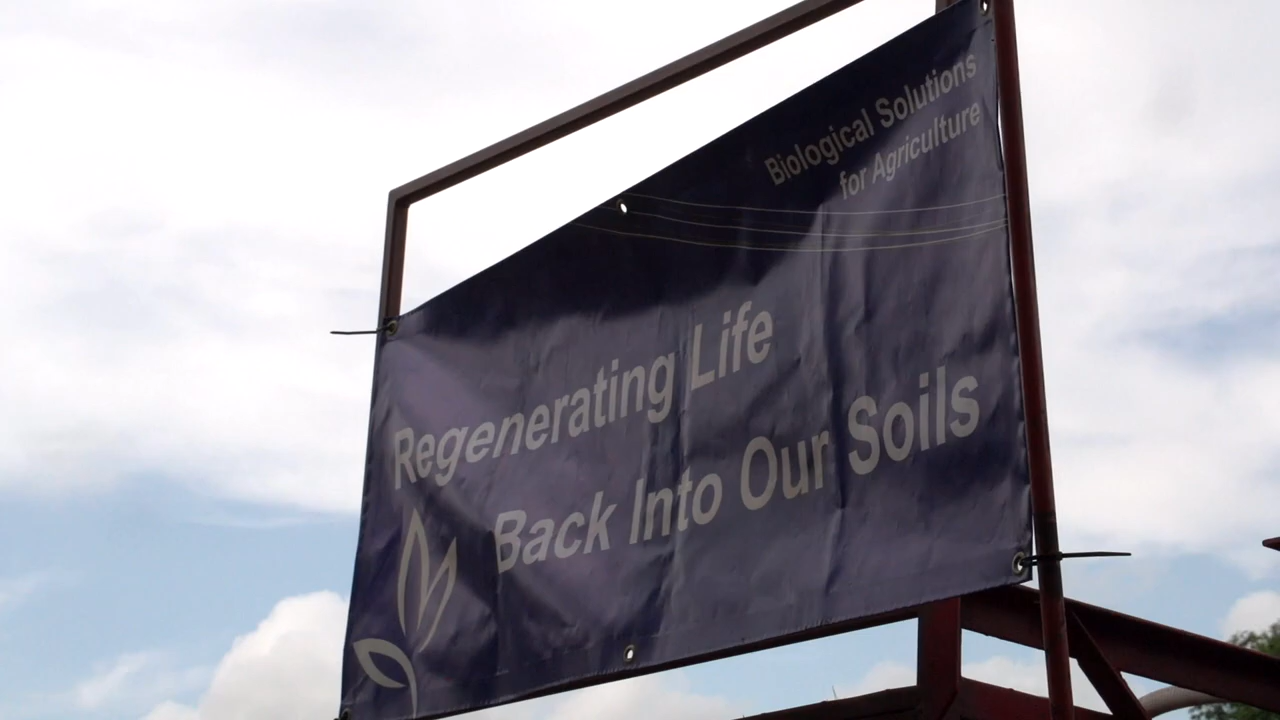 Biological Solutions
for Agriculture
Regenerating Life
Back Into Our Soils